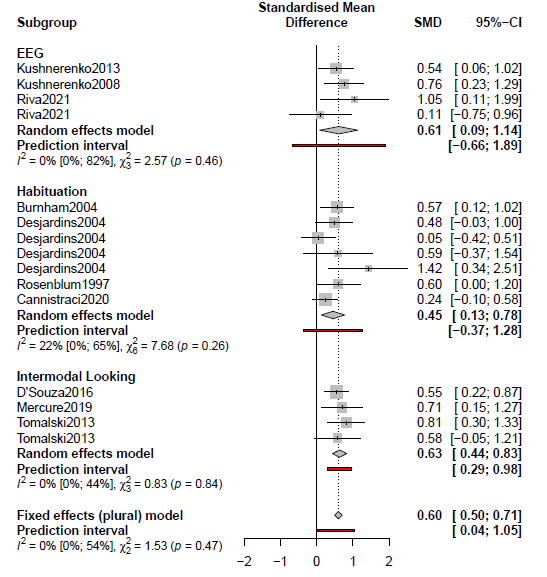 Standardised Mean
Subgroup Difference SMD 95%−CI
EEG
Kushnerenko2013 0.54 [ 0.06; 1.02]
Kushnerenko2008 0.76 [ 0.23; 1.29]
Riva2021 1.05 [ 0.11; 1.99]
Riva2021 0.11 [−0.75; 0.96]
Random effects model 0.61 [ 0.09; 1.14]
Prediction interval [−0.66; 1.89]
I² = 0% [0%; 82%], χ²₃ = 2.57 (p = 0.46)
Habituation
Burnham2004 0.57 [ 0.12; 1.02]
Desjardins2004 0.48 [−0.03; 1.00]
Desjardins2004 0.05 [−0.42; 0.51]
Desjardins2004 0.59 [−0.37; 1.54]
Desjardins2004 1.42 [ 0.34; 2.51]
Rosenblum1997 0.60 [ 0.00; 1.20]
Cannistraci2020 0.24 [−0.10; 0.58]
Random effects model 0.45 [ 0.13; 0.78]
Prediction interval [−0.37; 1.28]
I² = 22% [0%; 65%], χ²₆ = 7.68 (p = 0.26)
Intermodal Looking
D'Souza2016 0.55 [ 0.22; 0.87]
Mercure2019 0.71 [ 0.15; 1.27]
Tomalski2013 0.81 [ 0.30; 1.33]
Tomalski2013 0.58 [−0.05; 1.21]
Random effects model 0.63 [ 0.44; 0.83]
Prediction interval [ 0.29; 0.98]
I² = 0% [0%; 44%], χ²₃ = 0.83 (p = 0.84)
Fixed effects (plural) model 0.60 [ 0.50; 0.71]
Prediction interval [ 0.04; 1.05]
I² = 0% [0%; 54%], χ²₂ = 1.53 (p = 0.47)
−2 −1 0 1 2